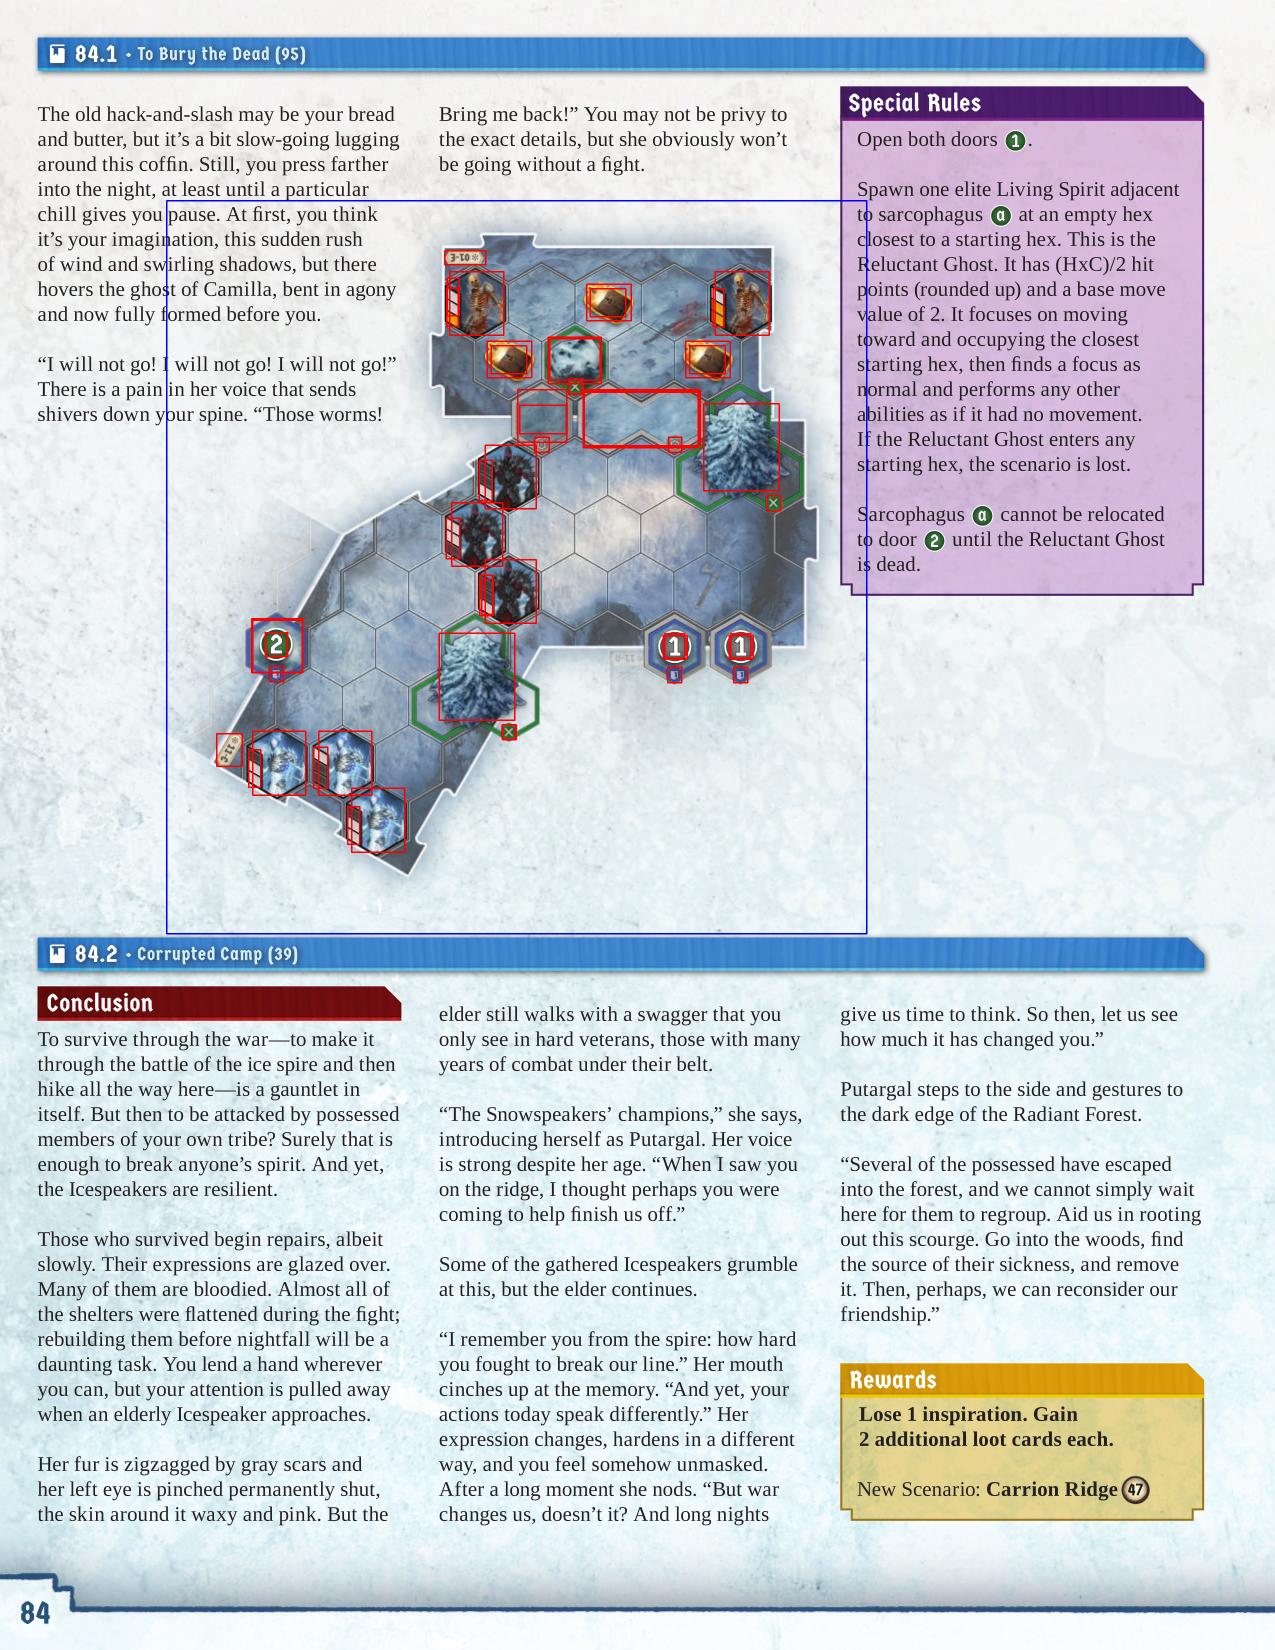 84.1 • To Bury the Dead (95)
The old hack-and-slash may be your bread
and butter, but it’s a bit slow-going lugging
around this coffin. Still, you press farther
into the night, at least until a particular
chill gives you pause. At first, you think
it’s your imagination, this sudden rush
of wind and swirling shadows, but there
hovers the ghost of Camilla, bent in agony
and now fully formed before you.
“I will not go! I will not go! I will not go!”
There is a pain in her voice that sends
shivers down your spine. “Those worms!
Bring me back!” You may not be privy to
the exact details, but she obviously won’t
be going without a fight.
Special Rules
Open both doors 1.
Spawn one elite Living Spirit adjacent
to sarcophagus a at an empty hex
closest to a starting hex. This is the
Reluctant Ghost. It has (HxC)/2 hit
points (rounded up) and a base move
value of 2. It focuses on moving
toward and occupying the closest
starting hex, then finds a focus as
normal and performs any other
abilities as if it had no movement.
If the Reluctant Ghost enters any
starting hex, the scenario is lost.
Sarcophagus a cannot be relocated
to door 2 until the Reluctant Ghost
is dead.
10-E
2
1
1
11-C
84.2 • Corrupted Camp (39)
Conclusion
To survive through the war—to make it
through the battle of the ice spire and then
hike all the way here—is a gauntlet in
itself. But then to be attacked by possessed
members of your own tribe? Surely that is
enough to break anyone’s spirit. And yet,
the Icespeakers are resilient.
Those who survived begin repairs, albeit
slowly. Their expressions are glazed over.
Many of them are bloodied. Almost all of
the shelters were flattened during the fight;
rebuilding them before nightfall will be a
daunting task. You lend a hand wherever
you can, but your attention is pulled away
when an elderly Icespeaker approaches.
Her fur is zigzagged by gray scars and
her left eye is pinched permanently shut,
the skin around it waxy and pink. But the
elder still walks with a swagger that you
only see in hard veterans, those with many
years of combat under their belt.
“The Snowspeakers’ champions,” she says,
introducing herself as Putargal. Her voice
is strong despite her age. “When I saw you
on the ridge, I thought perhaps you were
coming to help finish us off.”
Some of the gathered Icespeakers grumble
at this, but the elder continues.
“I remember you from the spire: how hard
you fought to break our line.” Her mouth
cinches up at the memory. “And yet, your
actions today speak differently.” Her
expression changes, hardens in a different
way, and you feel somehow unmasked.
After a long moment she nods. “But war
changes us, doesn’t it? And long nights
give us time to think. So then, let us see
how much it has changed you.”
Putargal steps to the side and gestures to
the dark edge of the Radiant Forest.
“Several of the possessed have escaped
into the forest, and we cannot simply wait
here for them to regroup. Aid us in rooting
out this scourge. Go into the woods, find
the source of their sickness, and remove
it. Then, perhaps, we can reconsider our
friendship.”
Rewards
Lose 1 inspiration. Gain
2 additional loot cards each.
New Scenario: Carrion Ridge 47
84